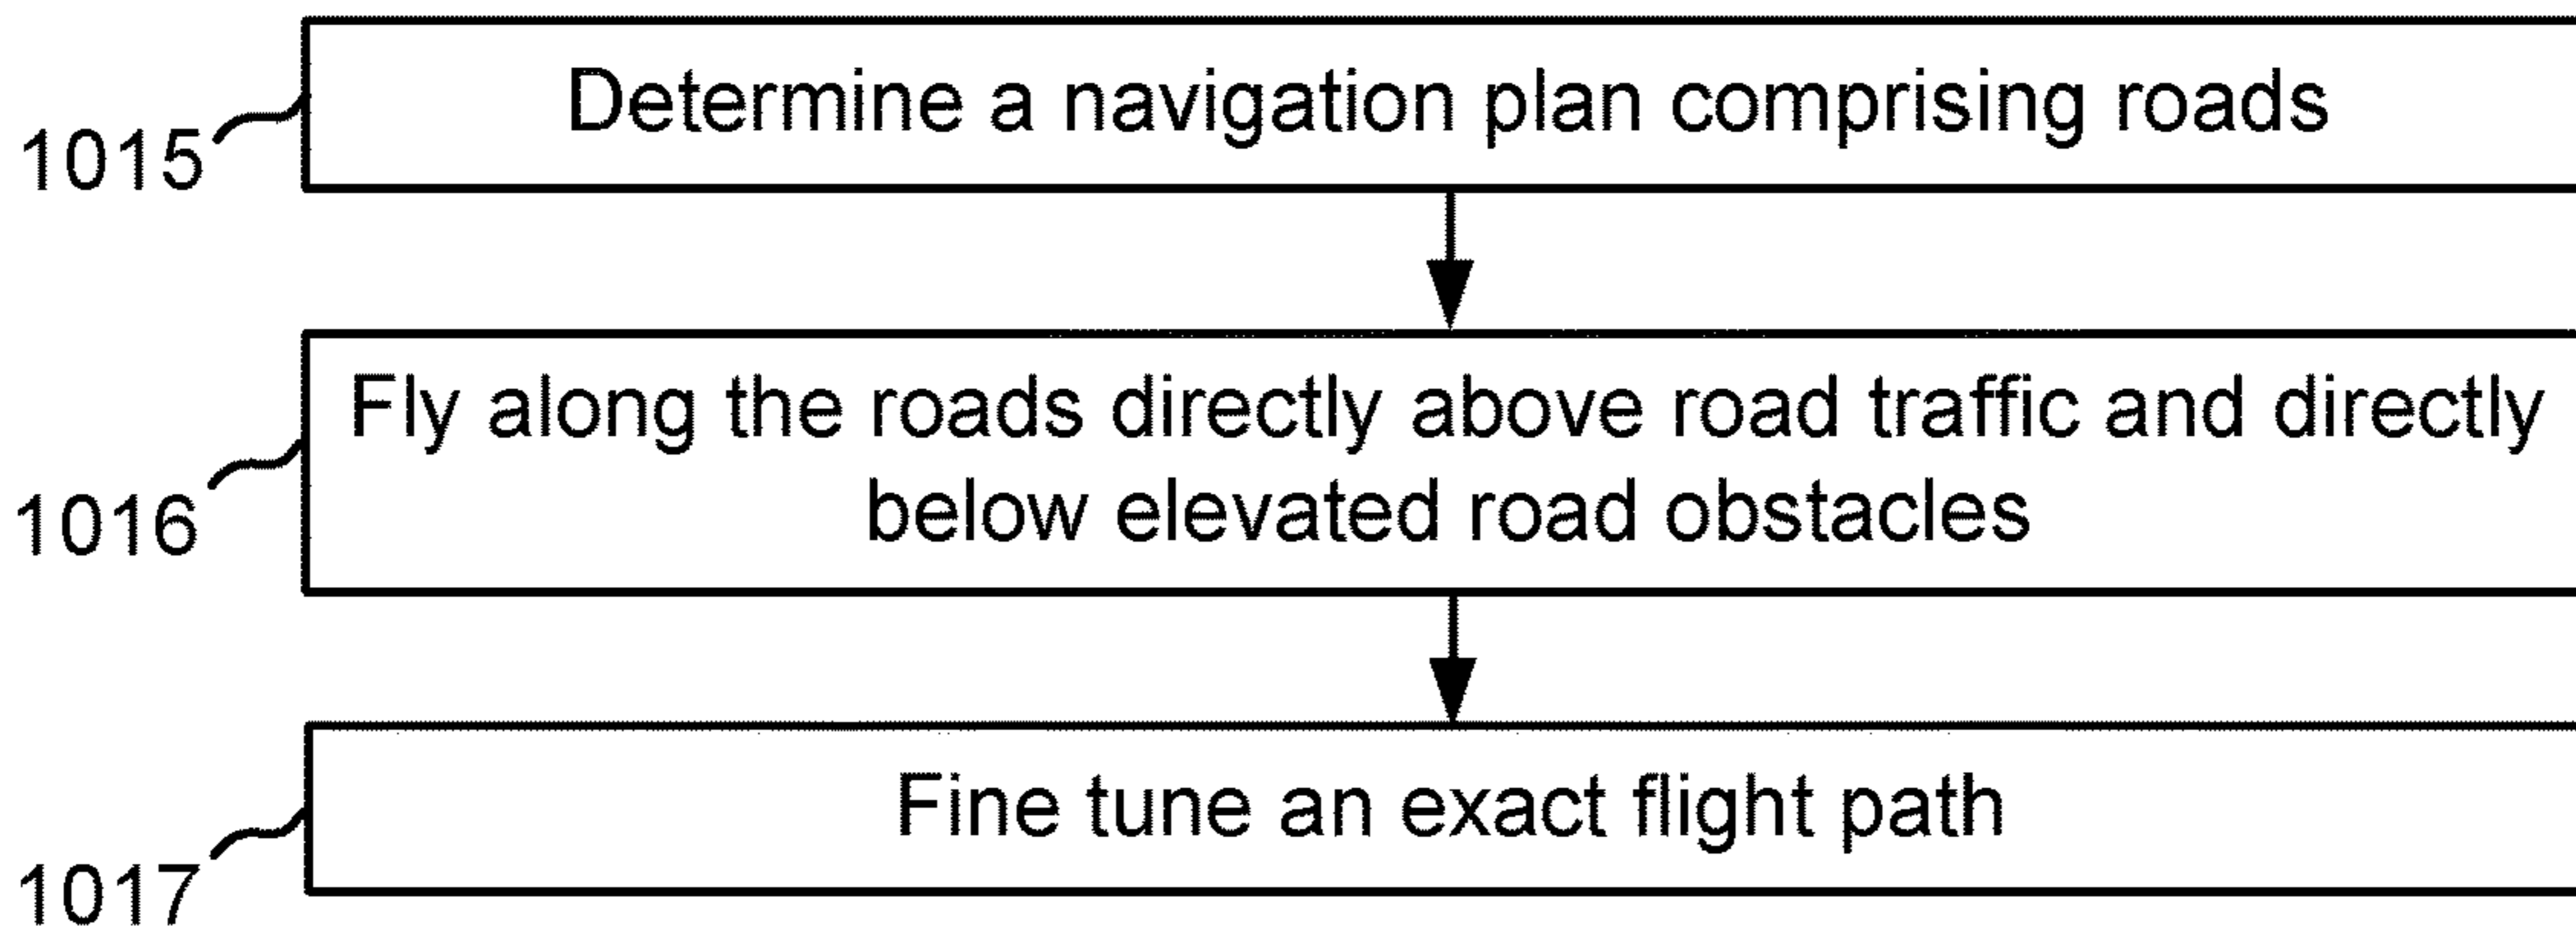 Determine a navigation plan comprising roads
1015
Fly along the roads directly above road traffic and directly
below elevated road obstacles
1016
Fine tune an exact flight path
1017